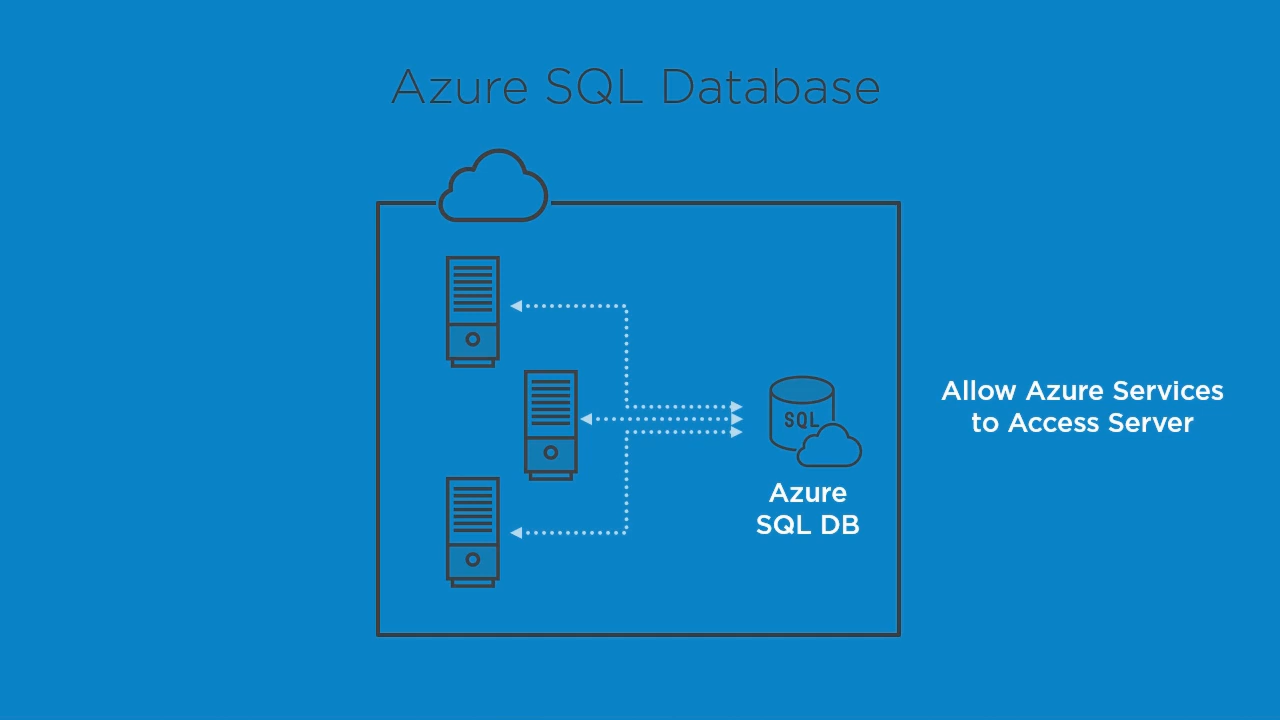 Azure SQL Database
SQL
Allow Azure Services
to Access Server
Azure
SQL DB